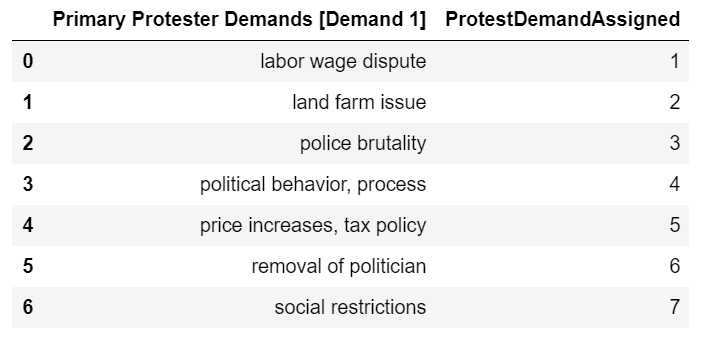 Primary Protester Demands [Demand 1] ProtestDemandAssigned
0 labor wage dispute 1
1 land farm issue 2
2 police brutality 3
3 political behavior, process 4
4 price increases, tax policy 5
5 removal of politician 6
6 social restrictions 7